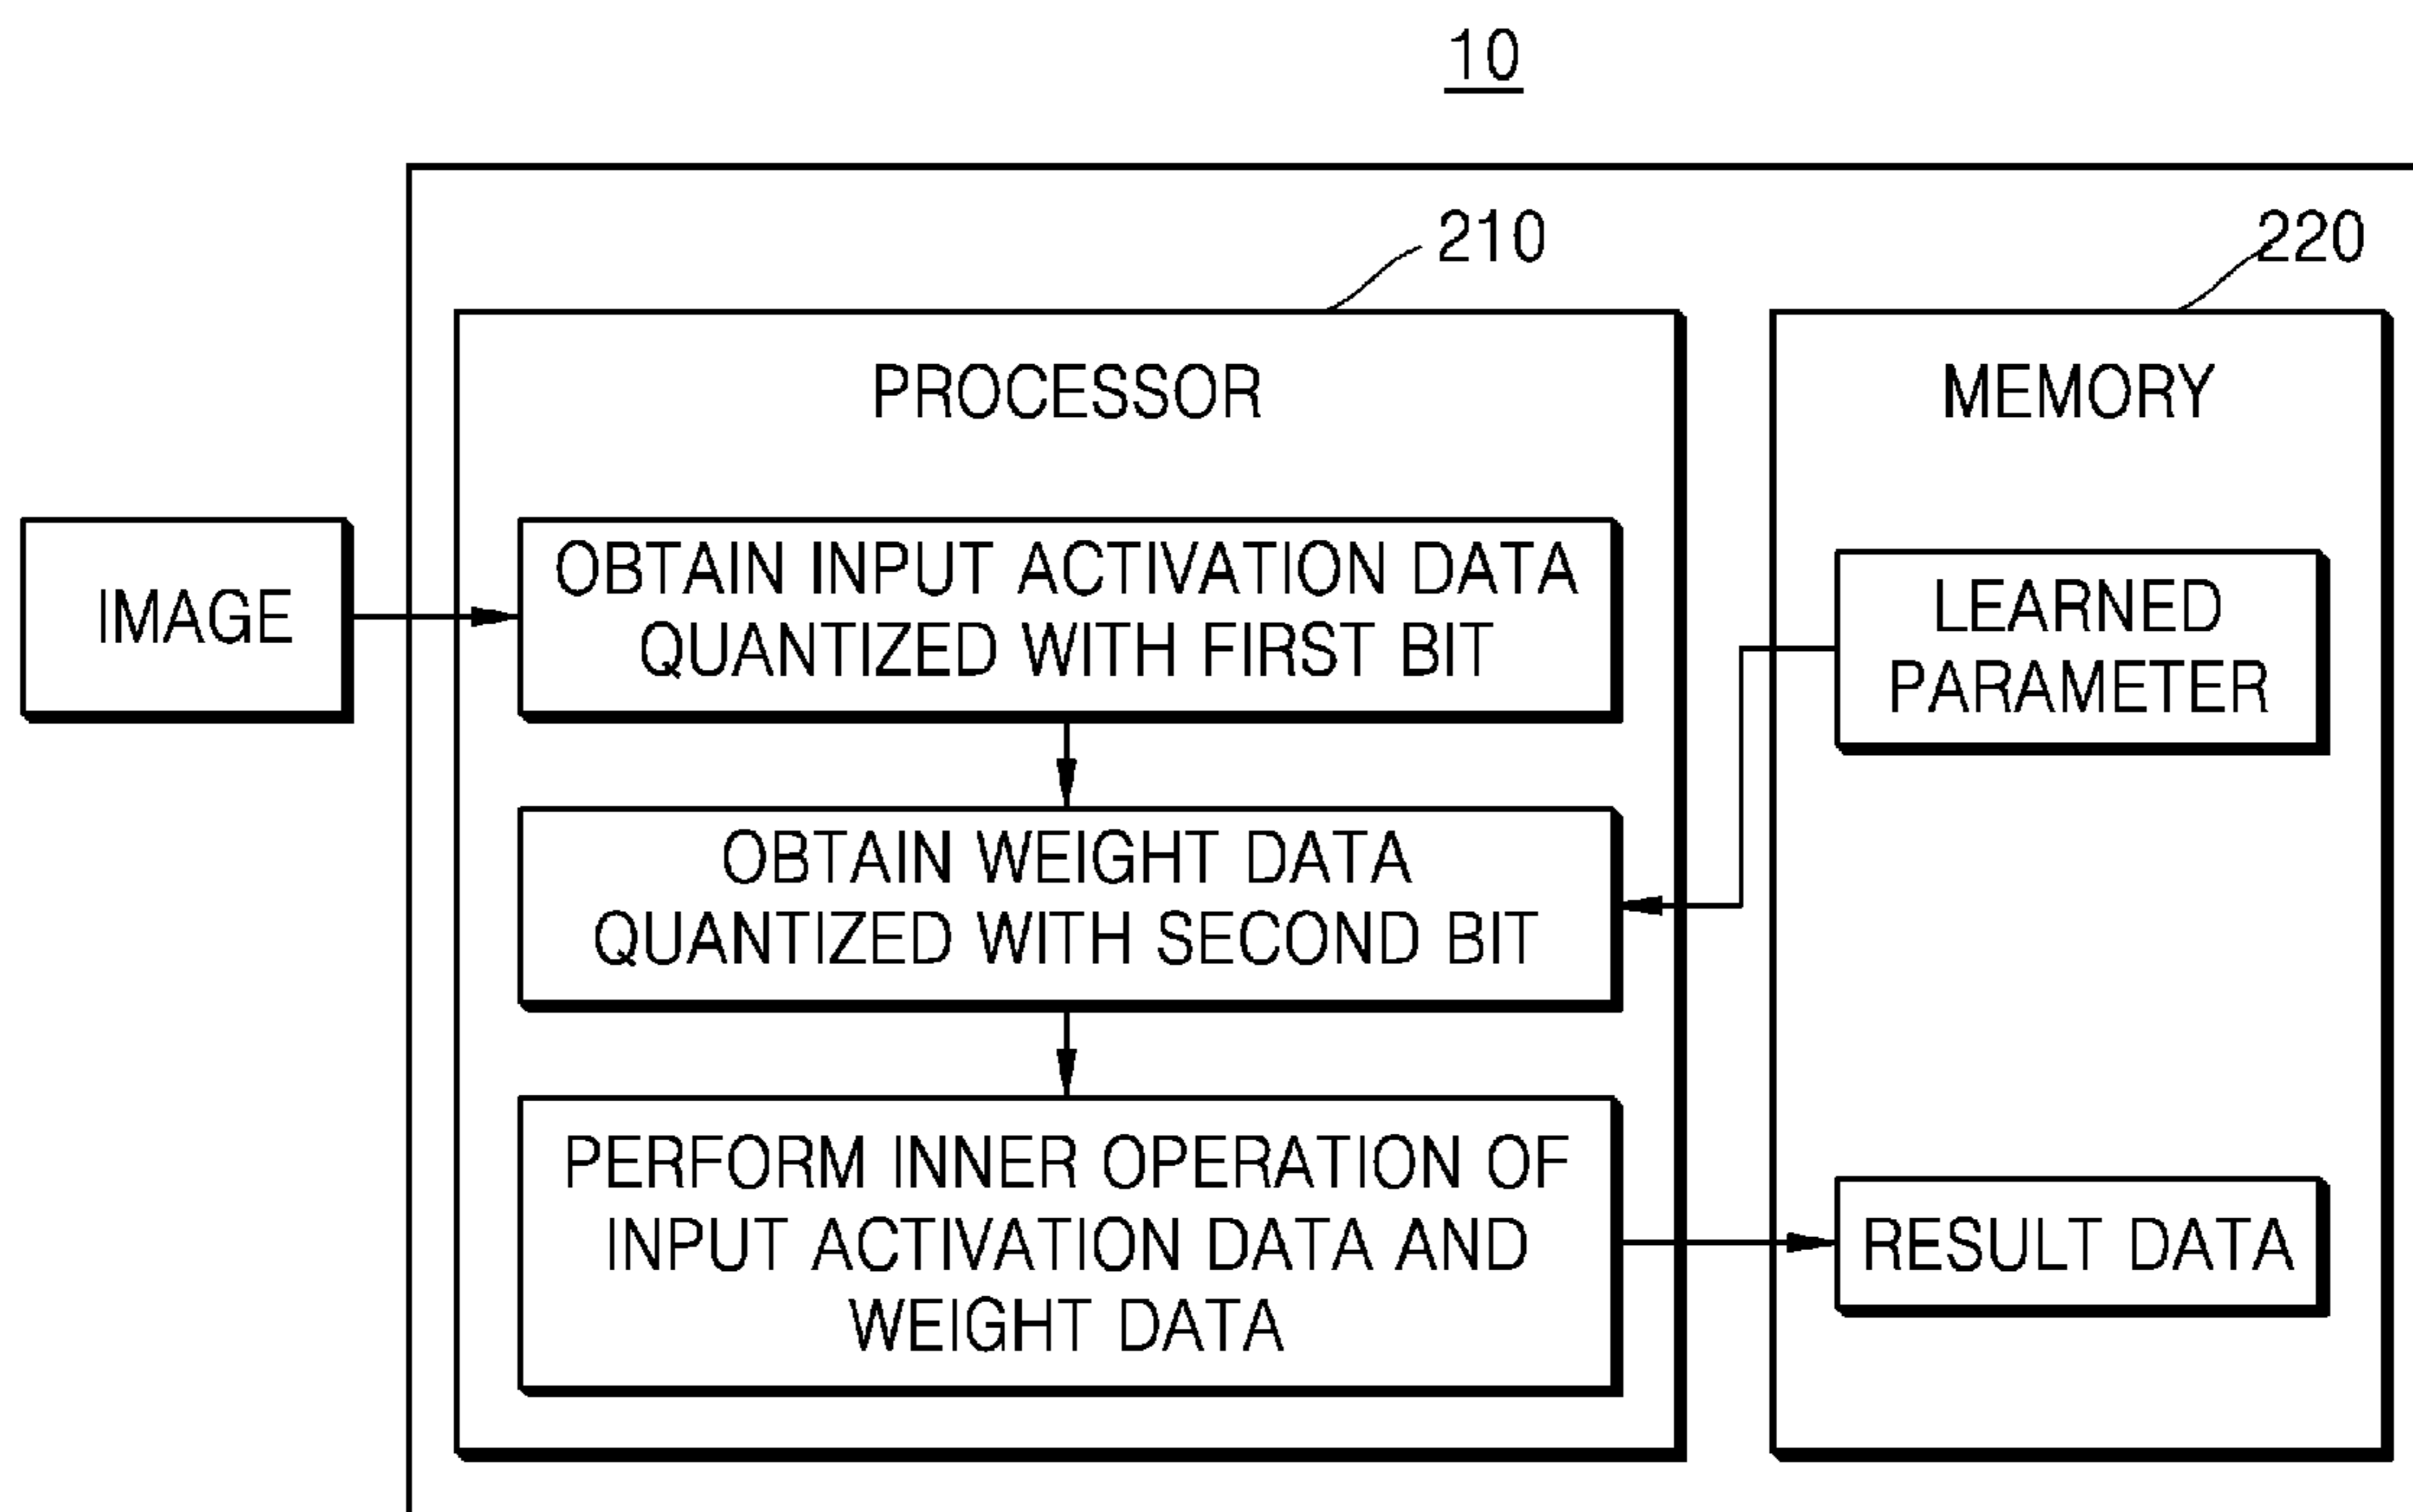 10
210
220
PROCESSOR
MEMORY
IMAGE
OBTAIN INPUT ACTIVATION DATA
QUANTIZED WITH FIRST BIT
LEARNED
PARAMETER
OBTAIN WEIGHT DATA
QUANTIZED WITH SECOND BIT
PERFORM INNER OPERATION OF
INPUT ACTIVATION DATA AND
WEIGHT DATA
RESULT DATA